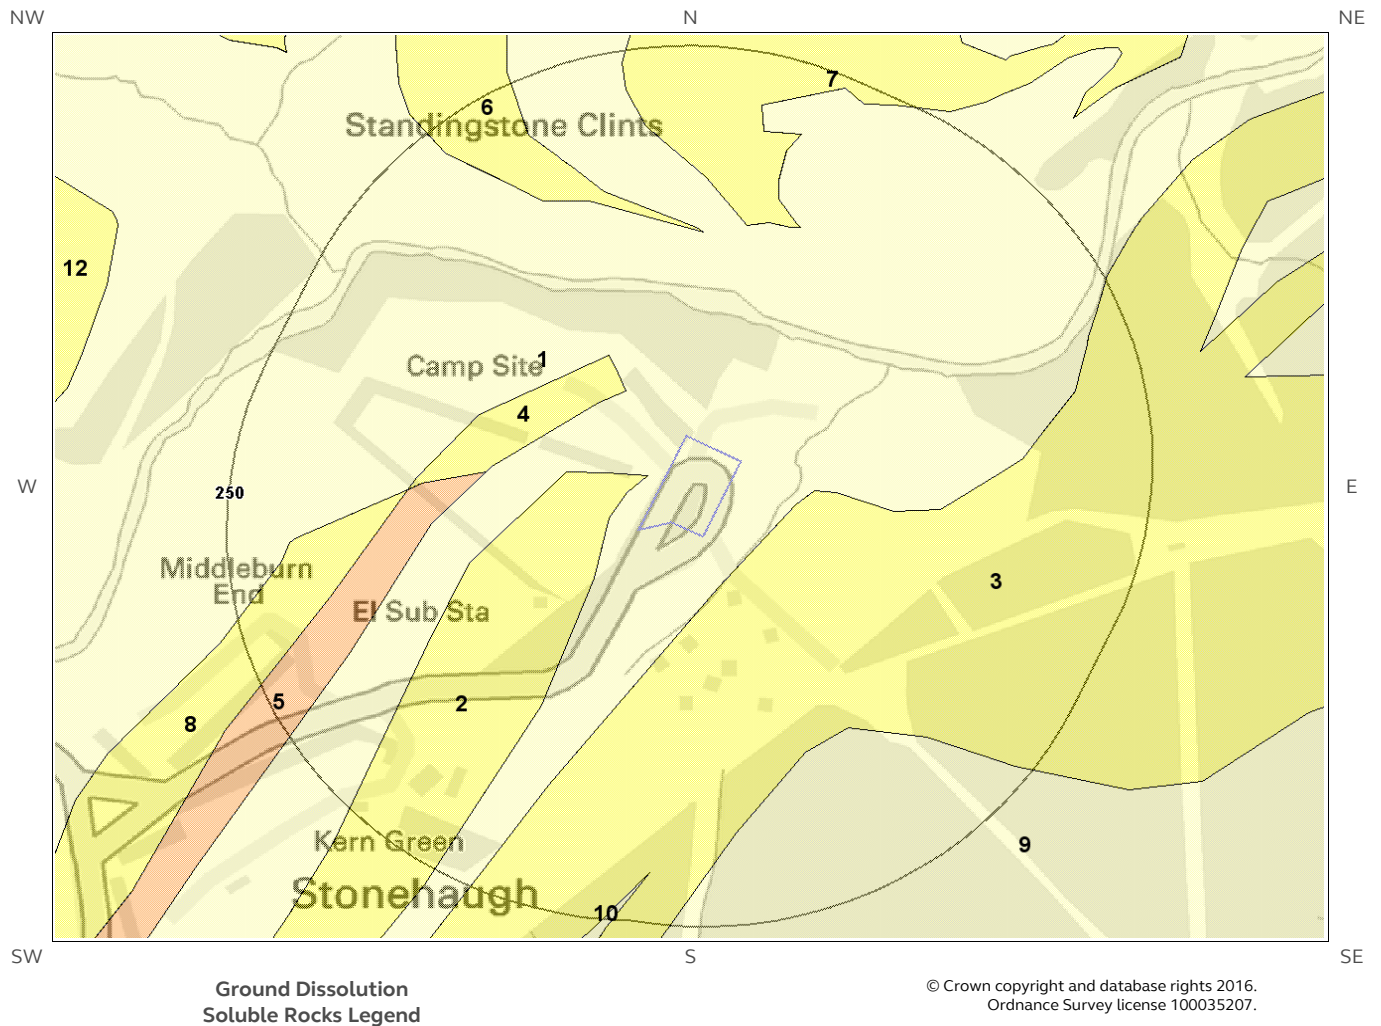 NW N NE
7
6
Standingstone Clints
12
1
Camp Site
4
W 250 E
Middleburn
End
3
El Sub Sta
5
2
8
Kern Green
9
Stonehaugh
10
SW S SE
Ground Dissolution
Soluble Rocks Legend
© Crown copyright and database rights 2016.
Ordnance Survey license 100035207.